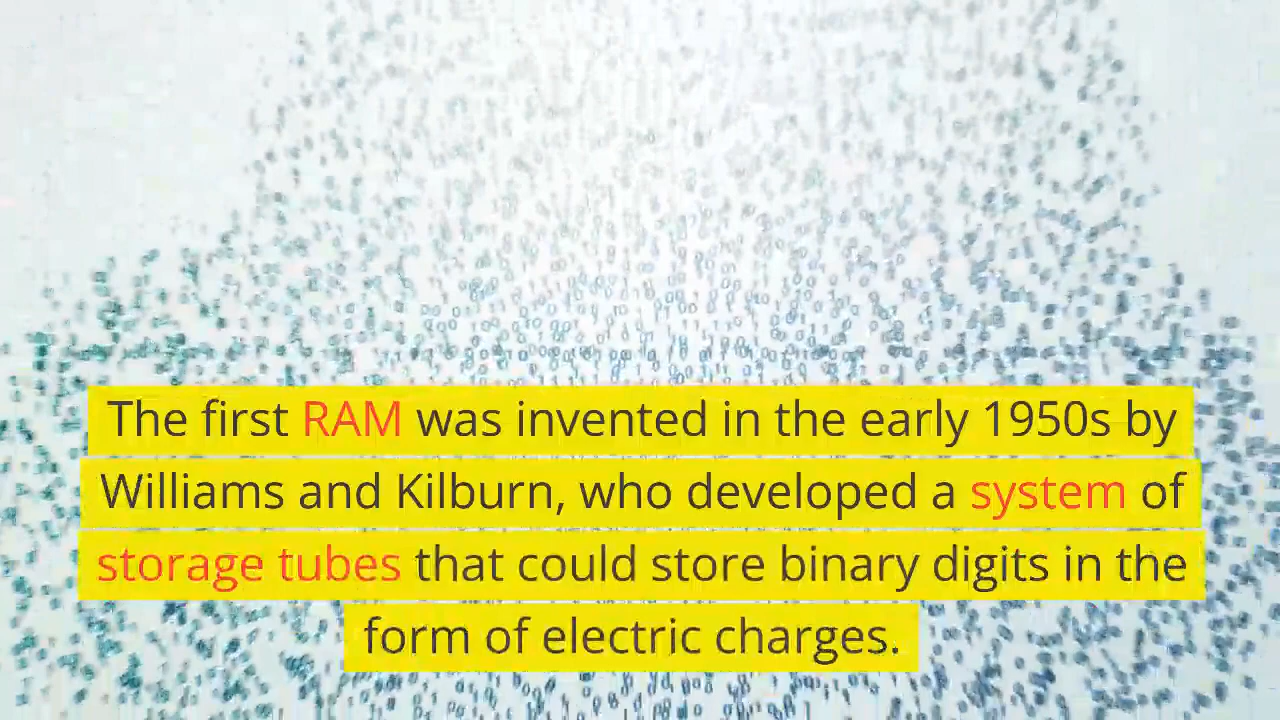 The first RAM was invented in the early 1950s by
Williams and Kilburn, who developed a system of
storage tubes that could store binary digits in the
form of electric charges.